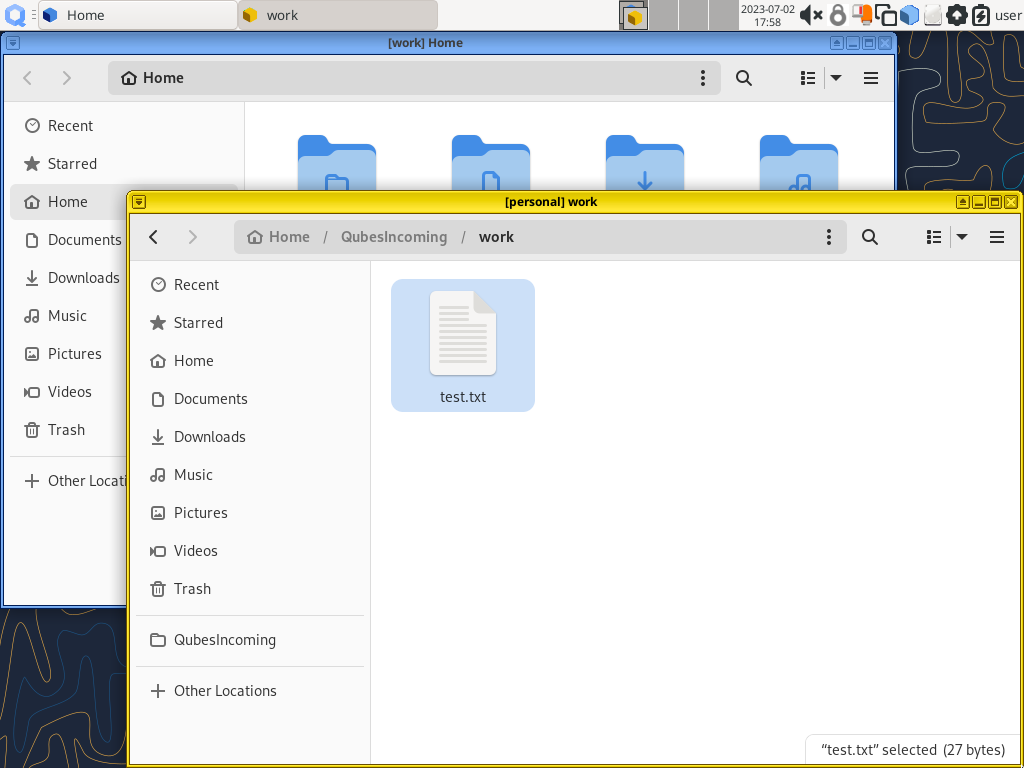 Home
work
2023-07-02
17:58
user
[work] Home
Home
Recent
Starred
Home
Documents
Downloads
Music
Pictures
Videos
Trash
Other Locati
[personal] work
Home / QubesIncoming / work
Recent
Starred
Home
Documents
Downloads
Music
Pictures
Videos
Trash
QubesIncoming
Other Locations
test.txt
“test.txt” selected (27 bytes)